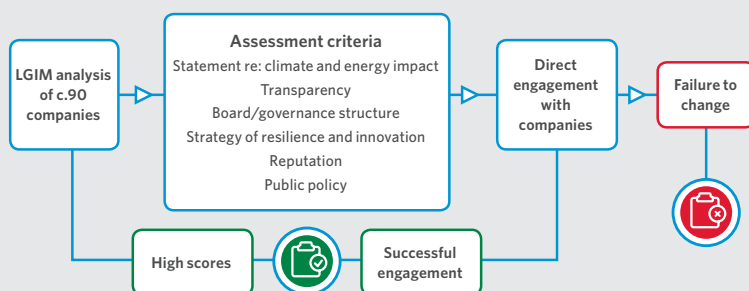 LGIM analysis
of c.90
companies
Assessment criteria
Statement re: climate and energy impact
Transparency
Board/governance structure
Strategy of resilience and innovation
Reputation
Public policy
Direct
engagement
with
companies
Failure to
change
High scores
Successful
engagement